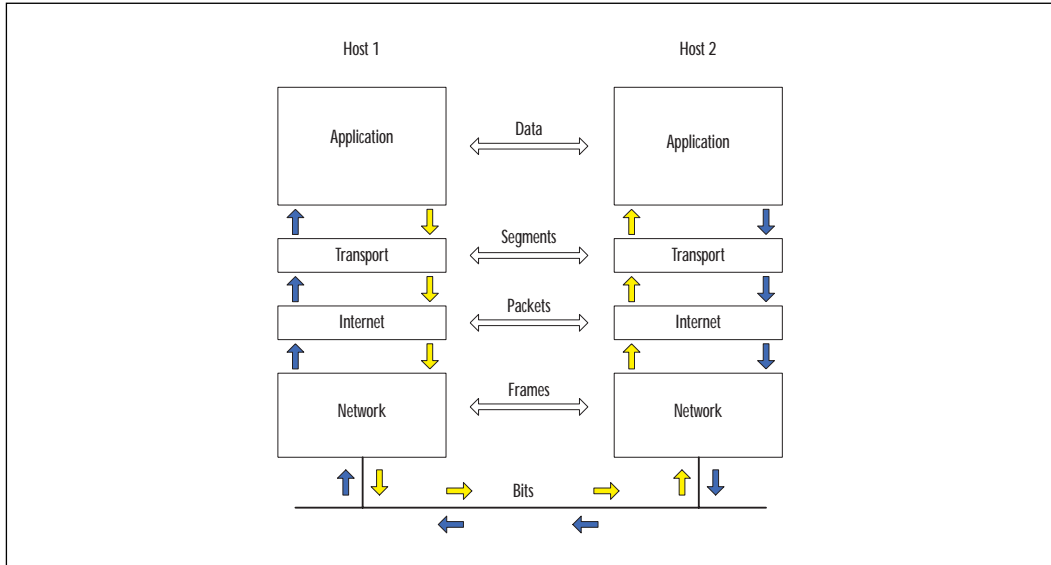 Host 1
Host 2
Application
Data
Application
Segments
Transport
Transport
Packets
Internet
Internet
Frames
Network
Network
Bits